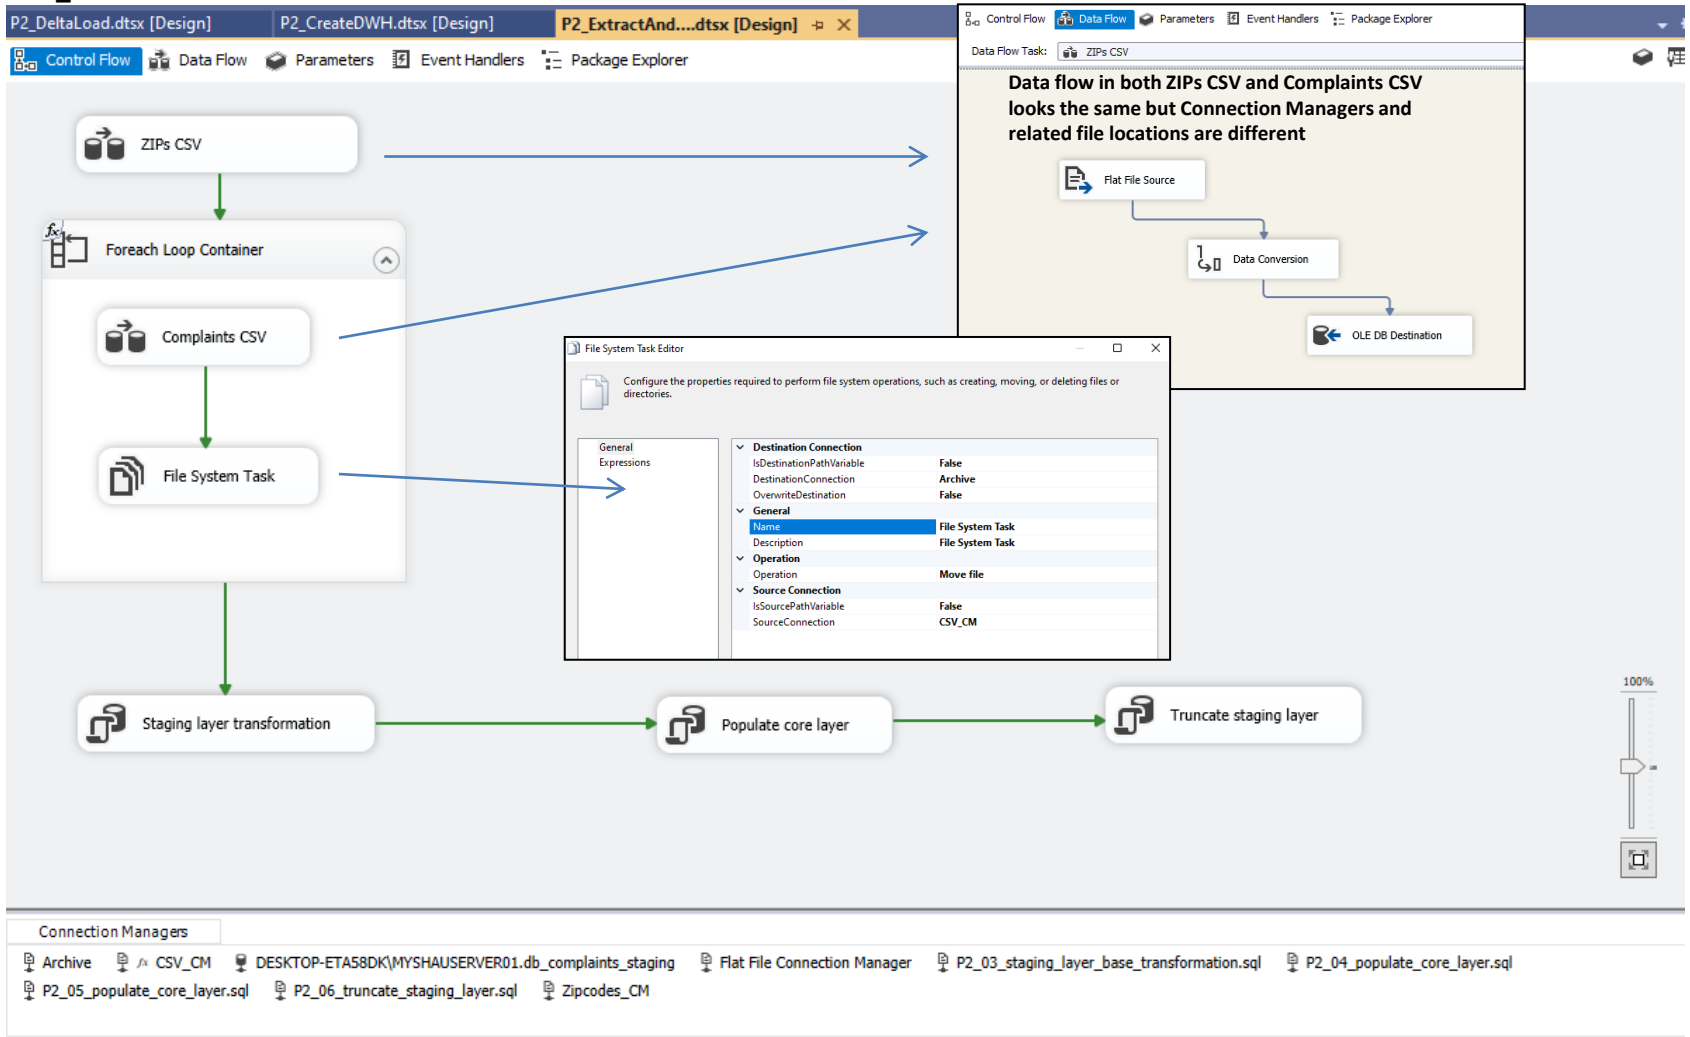 P2_DeltaLoad.dtsx [Design]
P2_CreateDWH.dtsx [Design]
P2_ExtractAnd....dtsx [Design]
Control Flow
Data Flow
Parameters
Event Handlers
Package Explorer
Control Flow
Data Flow
Parameters
Event Handlers
Package Explorer
Data Flow Task:
ZIPs CSV
Data flow in both ZIPs CSV and Complaints CSV
looks the same but Connection Managers and
related file locations are different
Flat File Source
Data Conversion
OLE DB Destination
ZIPs CSV
fx
Foreach Loop Container
Complaints CSV
File System Task
File System Task Editor
Configure the properties required to perform file system operations, such as creating, moving, or deleting files or
directories.
General
Expressions
Destination Connection
IsDestinationPathVariable False
DestinationConnection Archive
OverwriteDestination False
General
Name File System Task
Description File System Task
Operation
Operation Move file
Source Connection
IsSourcePathVariable False
SourceConnection CSV_CM
Staging layer transformation
Populate core layer
Truncate staging layer
100%
Connection Managers
Archive
fx CSV_CM
DESKTOP-ETA58DK\MYSHAUSERVER01.db_complaints_staging
Flat File Connection Manager
P2_03_staging_layer_base_transformation.sql
P2_04_populate_core_layer.sql
P2_05_populate_core_layer.sql
P2_06_truncate_staging_layer.sql
Zipcodes_CM